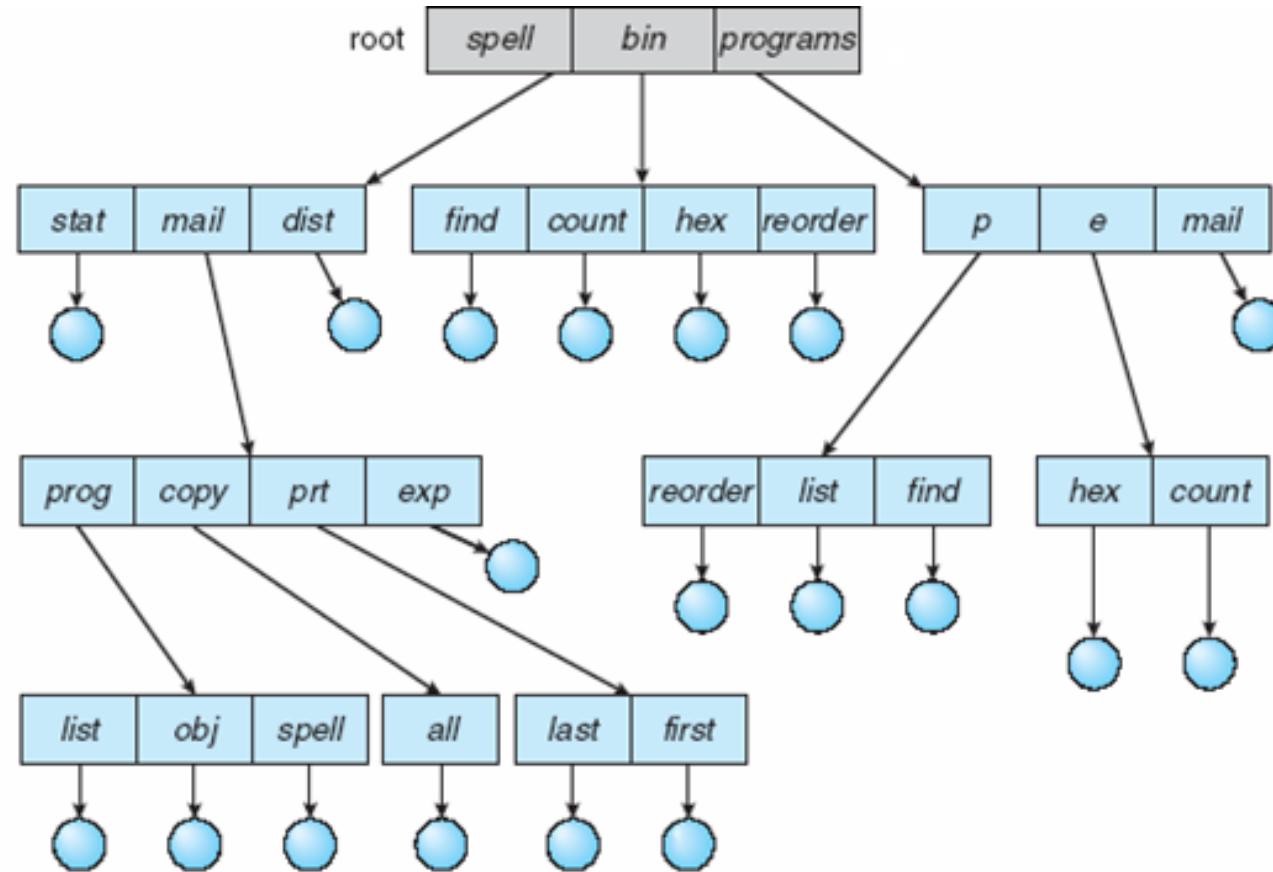 root spell bin programs
stat mail dist find count hex reorder p e mail
prog copy prt exp reorder list find hex count
list obj spell all last first